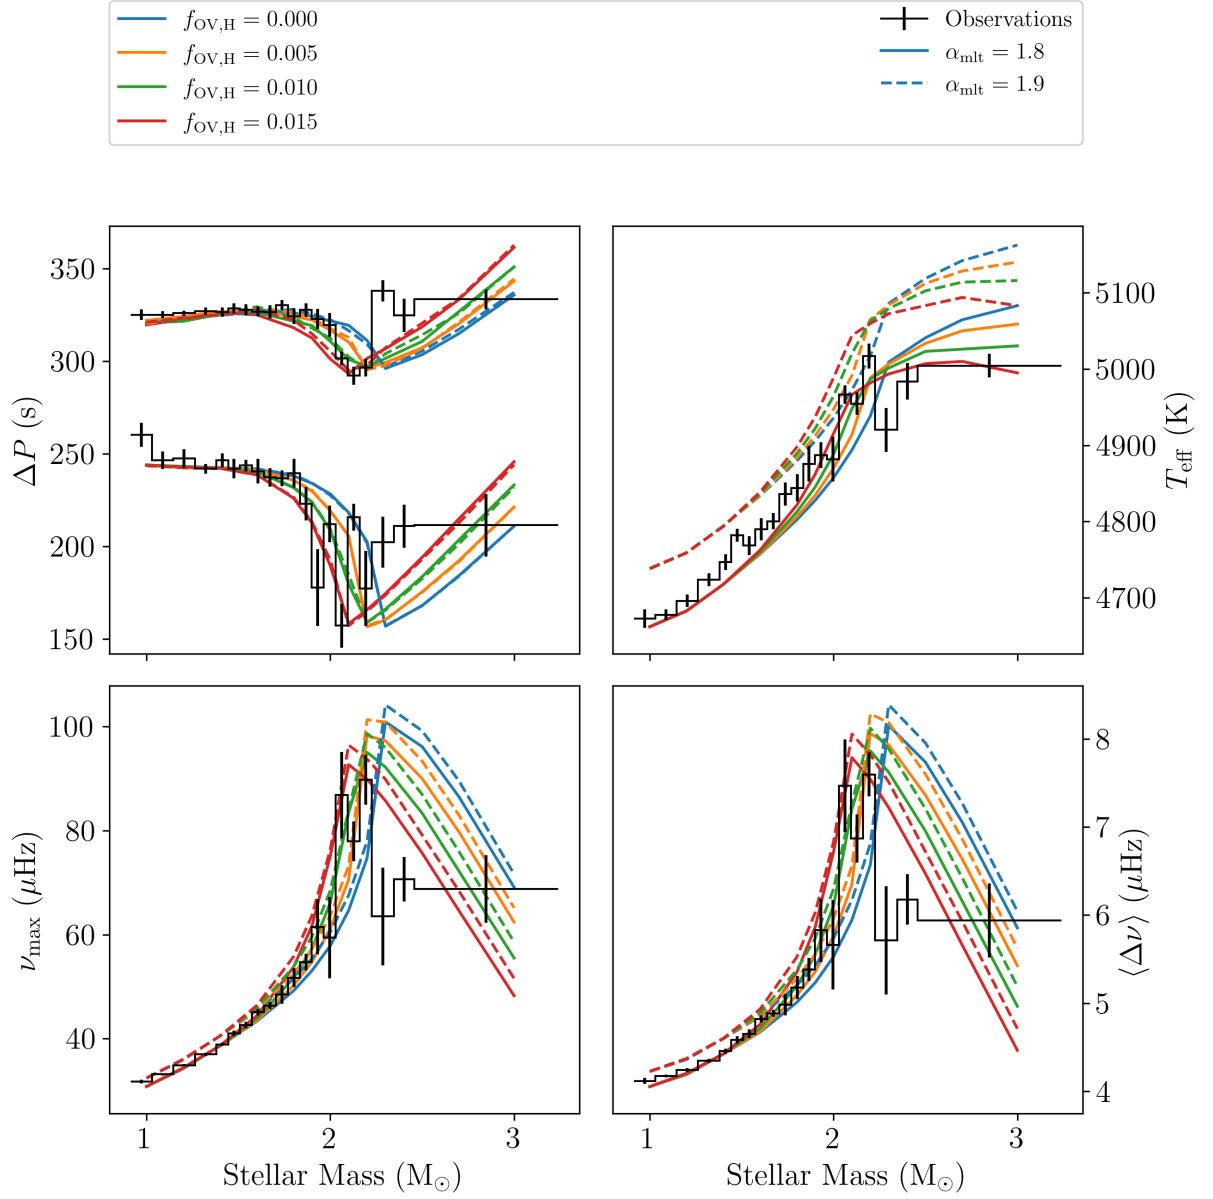 f_OV,H = 0.000
f_OV,H = 0.005
f_OV,H = 0.010
f_OV,H = 0.015
Observations
α_mlt = 1.8
α_mlt = 1.9
350
300
250
200
150
ΔP (s)
5100
5000
4900
4800
4700
T_eff (K)
100
80
60
40
ν_max (μHz)
1
2
3
Stellar Mass (M_⊙)
8
7
6
5
4
⟨Δν⟩ (μHz)
1
2
3
Stellar Mass (M_⊙)